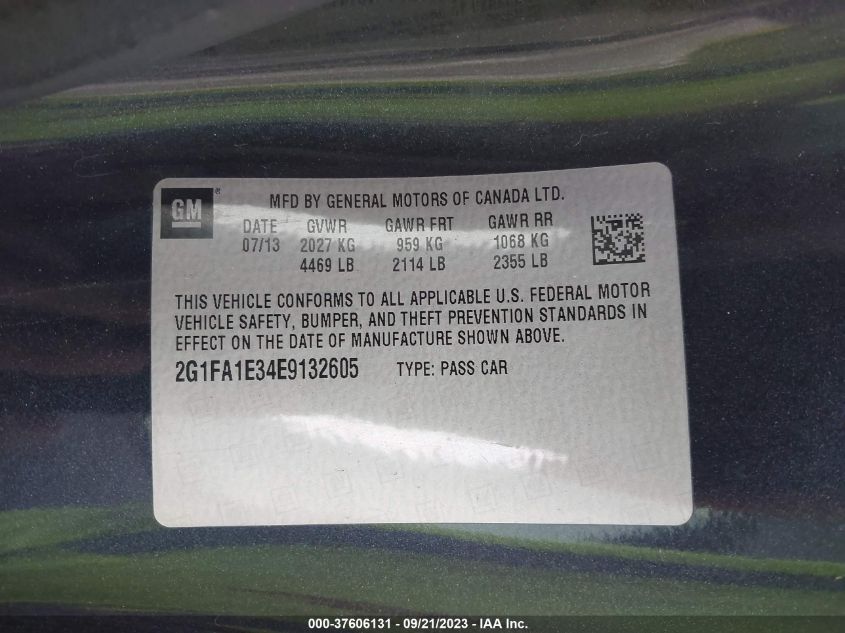 GM ®
MFD BY GENERAL MOTORS OF CANADA LTD.
DATE GVWR GAWR FRT GAWR RR
07/13 2027 KG 959 KG 1068 KG
4469 LB 2114 LB 2355 LB
THIS VEHICLE CONFORMS TO ALL APPLICABLE U.S. FEDERAL MOTOR
VEHICLE SAFETY, BUMPER, AND THEFT PREVENTION STANDARDS IN
EFFECT ON THE DATE OF MANUFACTURE SHOWN ABOVE.
2G1FA1E34E9132605 TYPE: PASS CAR
000-37606131 - 09/21/2023 - IAA Inc.